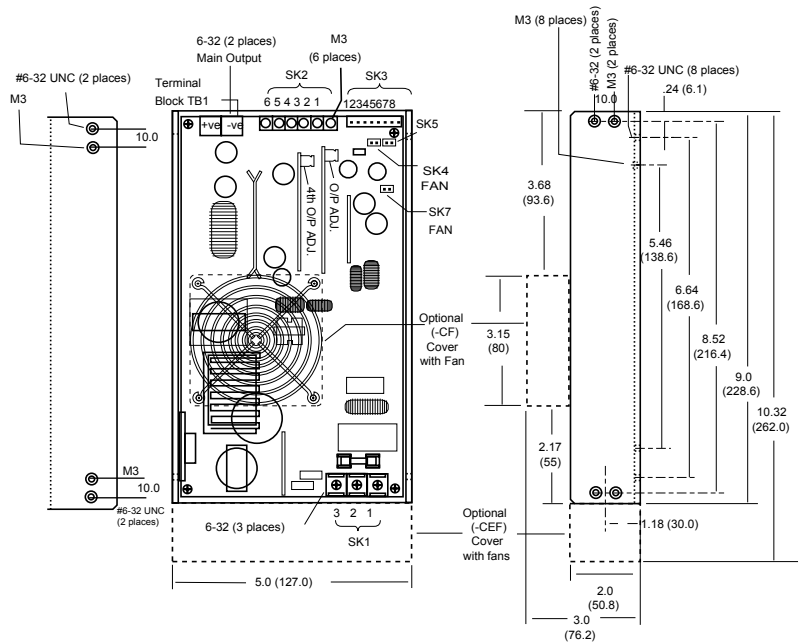 6-32 (2 places)
Main Output
M3
(6 places)
#6-32 UNC (2 places)
M3
10.0
Terminal
Block TB1
SK2
SK3
6 5 4 3 2 1
12345678
+ve
-ve
SK5
SK4
FAN
SK7
FAN
4th O/P ADJ.
O/P ADJ.
Optional
(-CF)
Cover
with Fan
M3
10.0
#6-32 UNC
(2 places)
6-32 (3 places)
3 2 1
SK1
Optional
(-CEF)
Cover
with fans
5.0 (127.0)
M3 (8 places)
#6-32 (2 places)
M3 (2 places)
#6-32 UNC (8 places)
10.0
.24 (6.1)
3.68
(93.6)
5.46
(138.6)
6.64
(168.6)
3.15
(80)
8.52
(216.4)
9.0
(228.6)
10.32
(262.0)
2.17
(55)
1.18 (30.0)
2.0
(50.8)
3.0
(76.2)